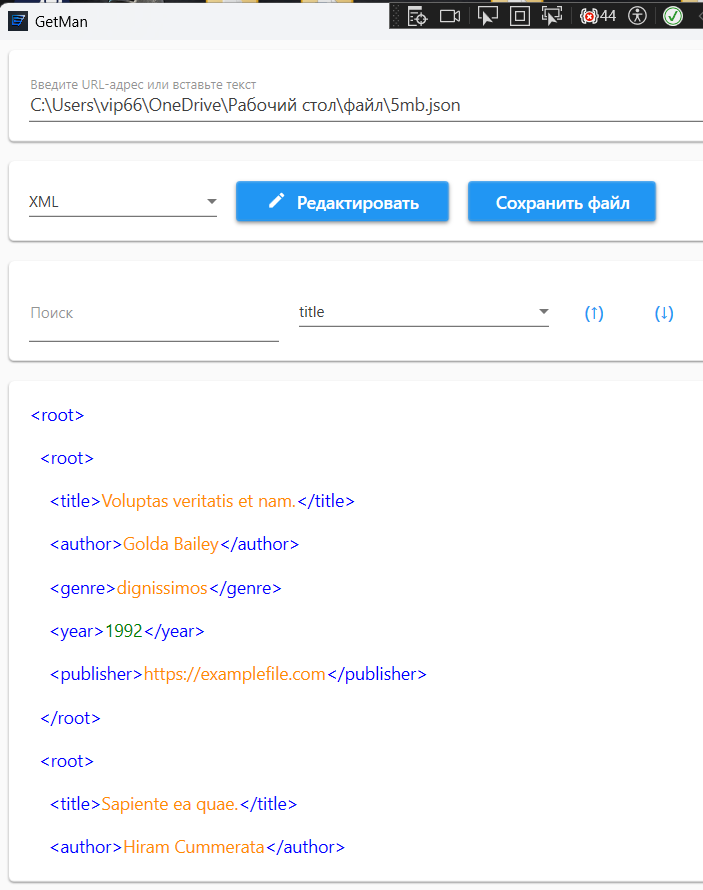 GetMan
44
Введите URL-адрес или вставьте текст
C:\Users\vip66\OneDrive\Рабочий стол\файл\5mb.json
XML
Редактировать
Сохранить файл
Поиск
title
(↑)
(↓)
<root>
<root>
<title>Voluptas veritatis et nam.</title>
<author>Golda Bailey</author>
<genre>dignissimos</genre>
<year>1992</year>
<publisher>https://examplefile.com</publisher>
</root>
<root>
<title>Sapiente ea quae.</title>
<author>Hiram Cummerata</author>